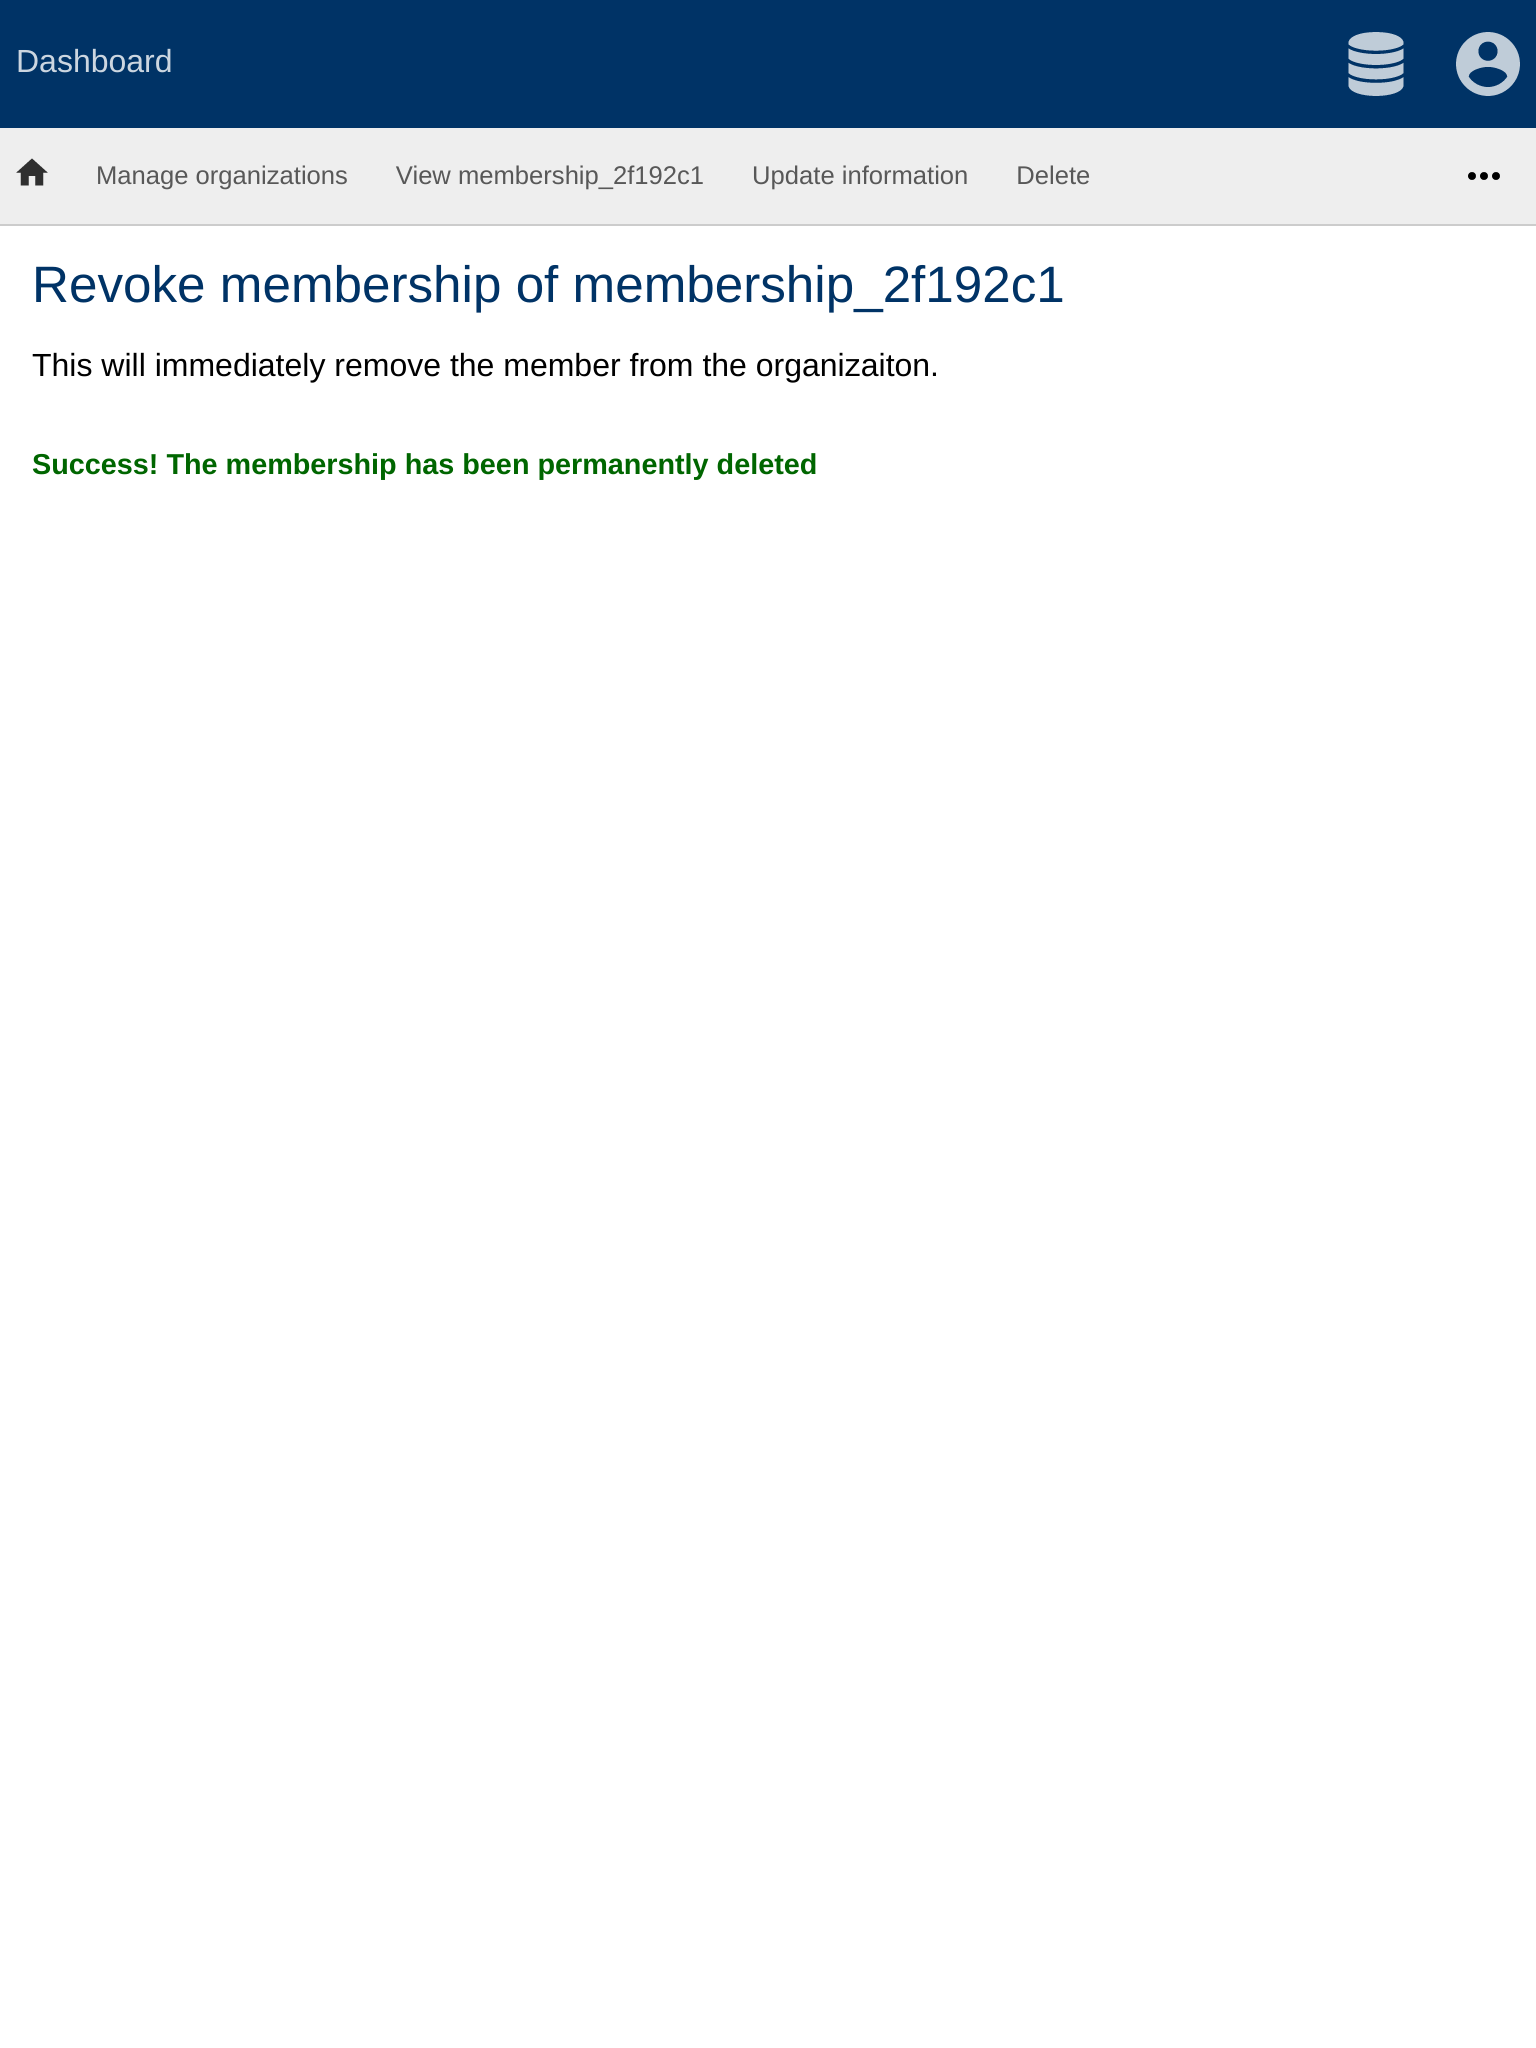 Dashboard
Manage organizations View membership_2f192c1 Update information Delete
Revoke membership of membership_2f192c1
This will immediately remove the member from the organizaiton.
Success! The membership has been permanently deleted